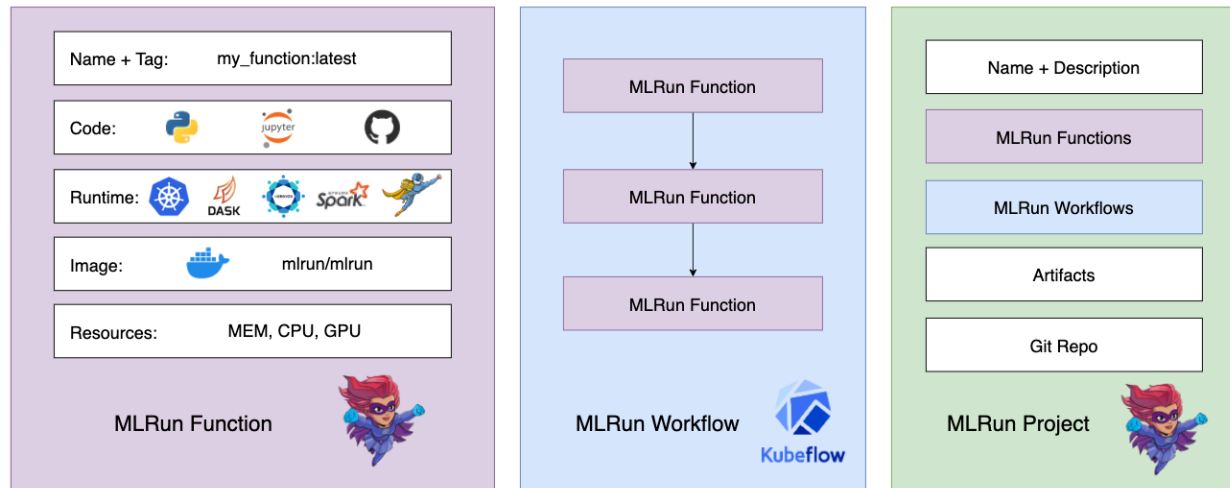 Name + Tag: my_function:latest
Code: jupyter
Runtime: DASK Spark
Image: mlrun/mlrun
Resources: MEM, CPU, GPU
MLRun Function
MLRun Function
MLRun Function
MLRun Function
MLRun Workflow
Kubeflow
Name + Description
MLRun Functions
MLRun Workflows
Artifacts
Git Repo
MLRun Project